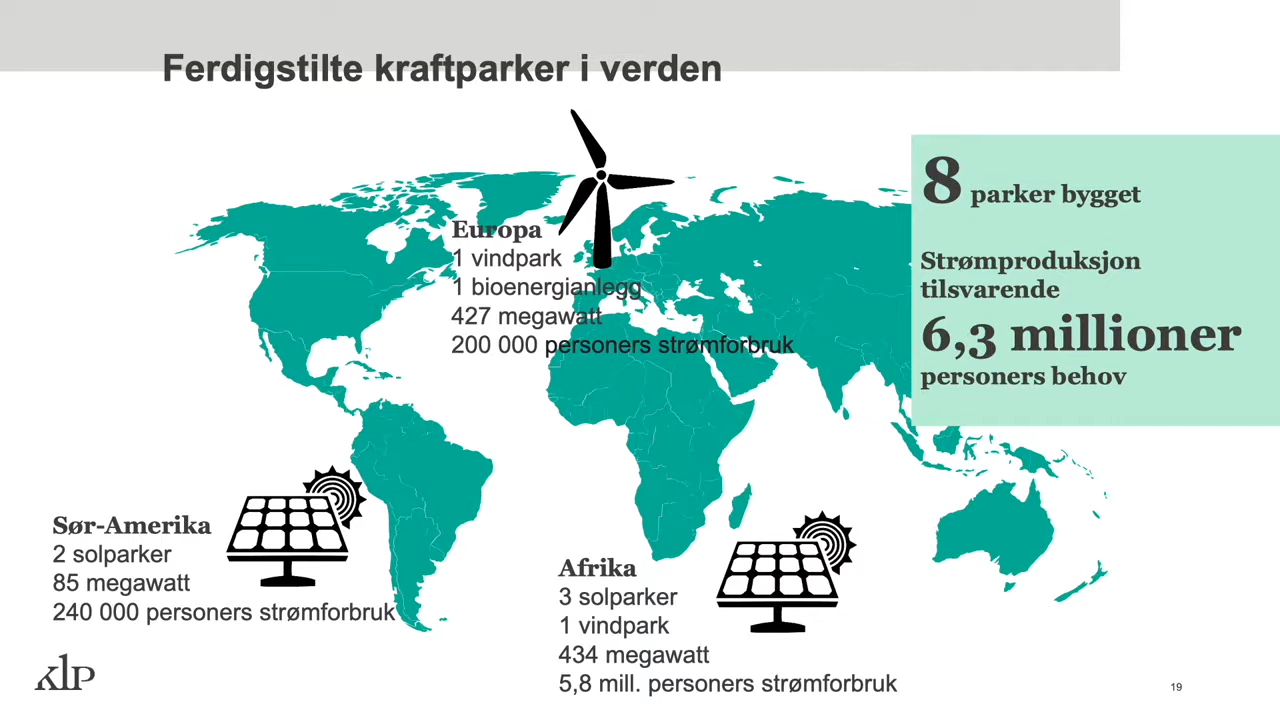 Ferdigstilte kraftparker i verden
Europa
1 vindpark
1 bioenergianlegg
427 megawatt
200 000 personers strømforbruk
8 parker bygget
Strømproduksjon
tilsvarende
6,3 millioner
personers behov
Sør-Amerika
2 solparker
85 megawatt
240 000 personers strømforbruk
Afrika
3 solparker
1 vindpark
434 megawatt
5,8 mill. personers strømforbruk
KLP
19